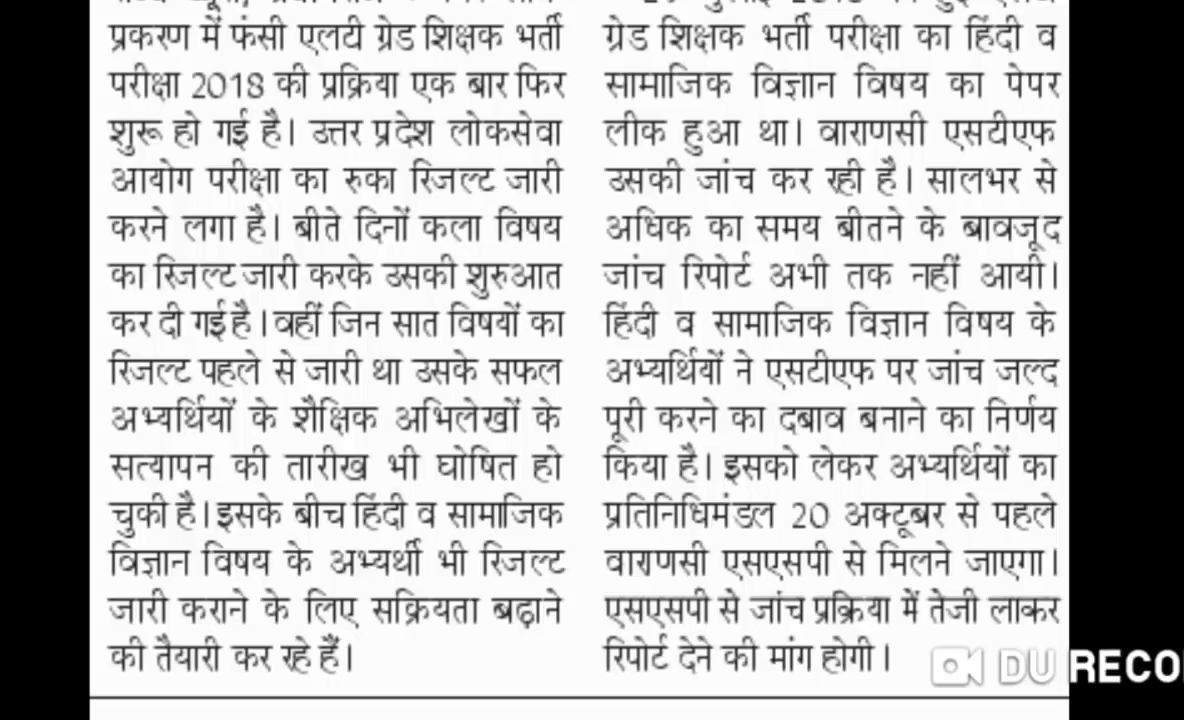 प्रकरण में फंसी एलटी ग्रेड शिक्षक भर्ती
परीक्षा 2018 की प्रक्रिया एक बार फिर
शुरू हो गई है। उत्तर प्रदेश लोकसेवा
आयोग परीक्षा का रुका रिजल्ट जारी
करने लगा है। बीते दिनों कला विषय
का रिजल्ट जारी करके उसकी शुरुआत
कर दी गई है। वहीं जिन सात विषयों का
रिजल्ट पहले से जारी था उसके सफल
अभ्यर्थियों के शैक्षिक अभिलेखों के
सत्यापन की तारीख भी घोषित हो
चुकी है। इसके बीच हिंदी व सामाजिक
विज्ञान विषय के अभ्यर्थी भी रिजल्ट
जारी कराने के लिए सक्रियता बढ़ाने
की तैयारी कर रहे हैं।
ग्रेड शिक्षक भर्ती परीक्षा का हिंदी व
सामाजिक विज्ञान विषय का पेपर
लीक हुआ था। वाराणसी एसटीएफ
उसकी जांच कर रही है। सालभर से
अधिक का समय बीतने के बावजूद
जांच रिपोर्ट अभी तक नहीं आयी।
हिंदी व सामाजिक विज्ञान विषय के
अभ्यर्थियों ने एसटीएफ पर जांच जल्द
पूरी करने का दबाव बनाने का निर्णय
किया है। इसको लेकर अभ्यर्थियों का
प्रतिनिधिमंडल 20 अक्टूबर से पहले
वाराणसी एसएसपी से मिलने जाएगा।
एसएसपी से जांच प्रक्रिया में तेजी लाकर
रिपोर्ट देने की मांग होगी।
DU RECO